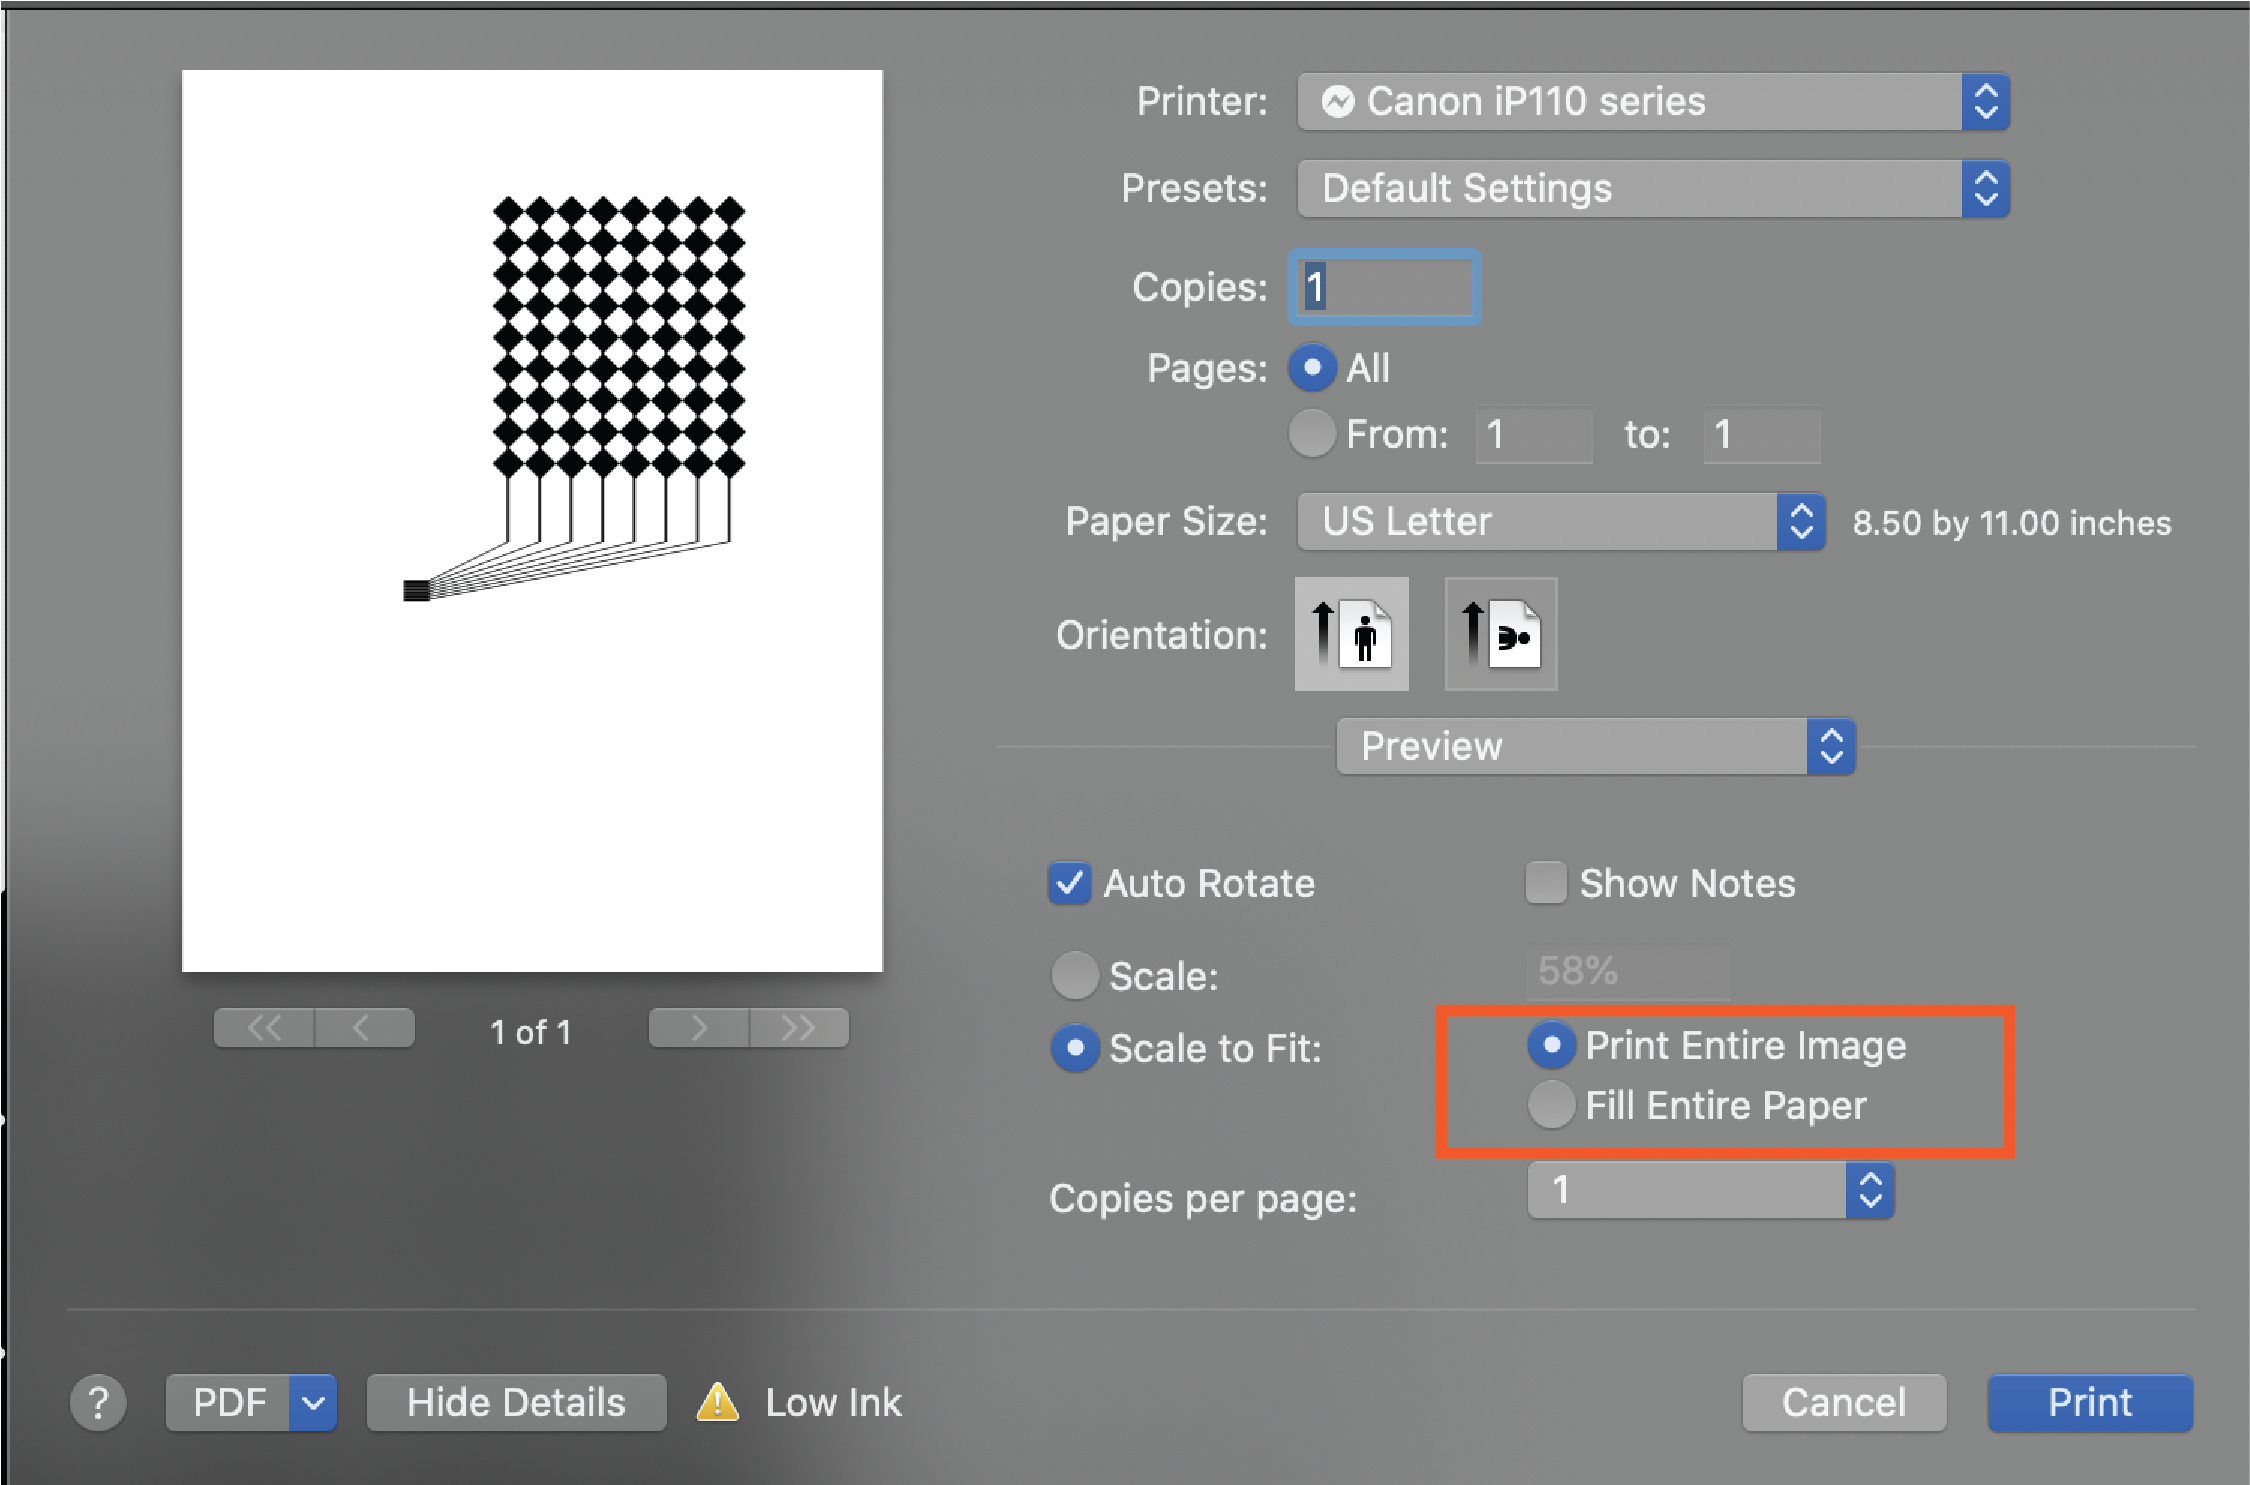 Printer: Canon iP110 series
Presets: Default Settings
Copies: 1
Pages: All
From: 1 to: 1
Paper Size: US Letter 8.50 by 11.00 inches
Orientation:
Preview
Auto Rotate Show Notes
Scale: 58%
Scale to Fit: Print Entire Image
Fill Entire Paper
Copies per page: 1
1 of 1
? PDF Hide Details Low Ink Cancel Print